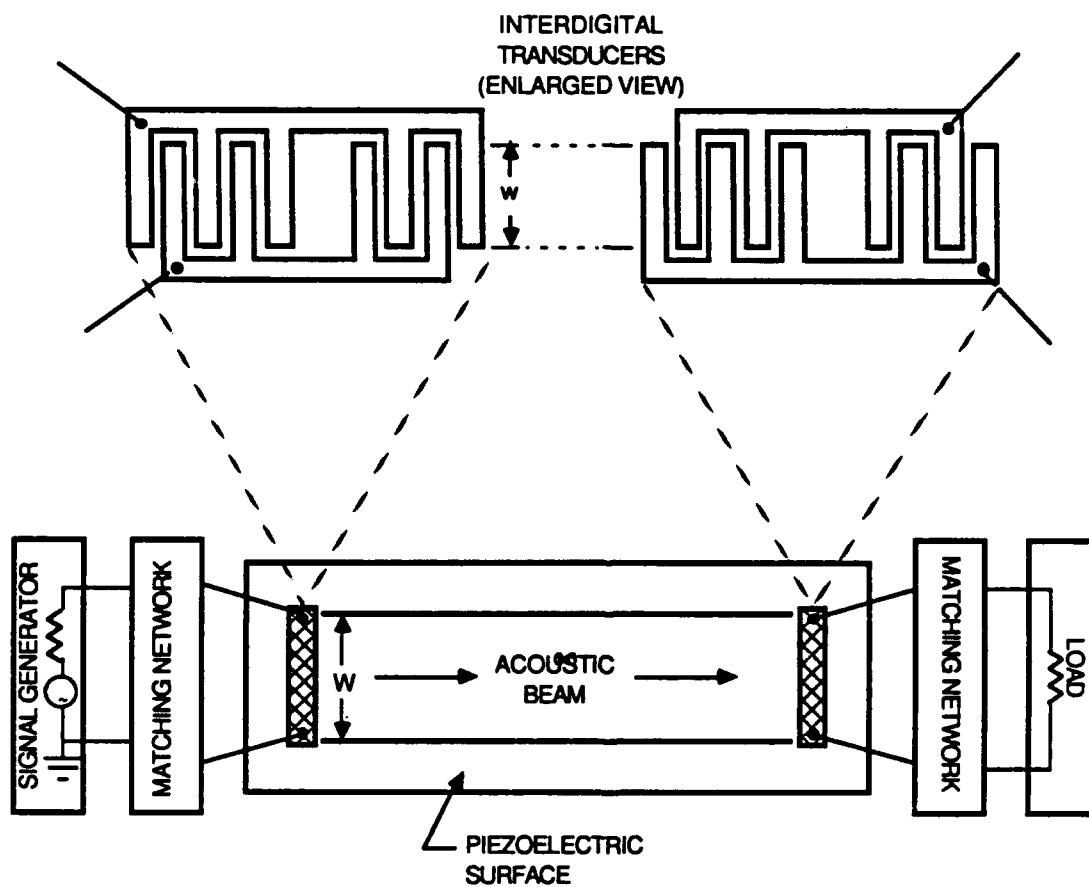 INTERDIGITAL
TRANSDUCERS
(ENLARGED VIEW)
W
SIGNAL GENERATOR
MATCHING NETWORK
W
ACOUSTIC
BEAM
MATCHING NETWORK
LOAD
PIEZOELECTRIC
SURFACE